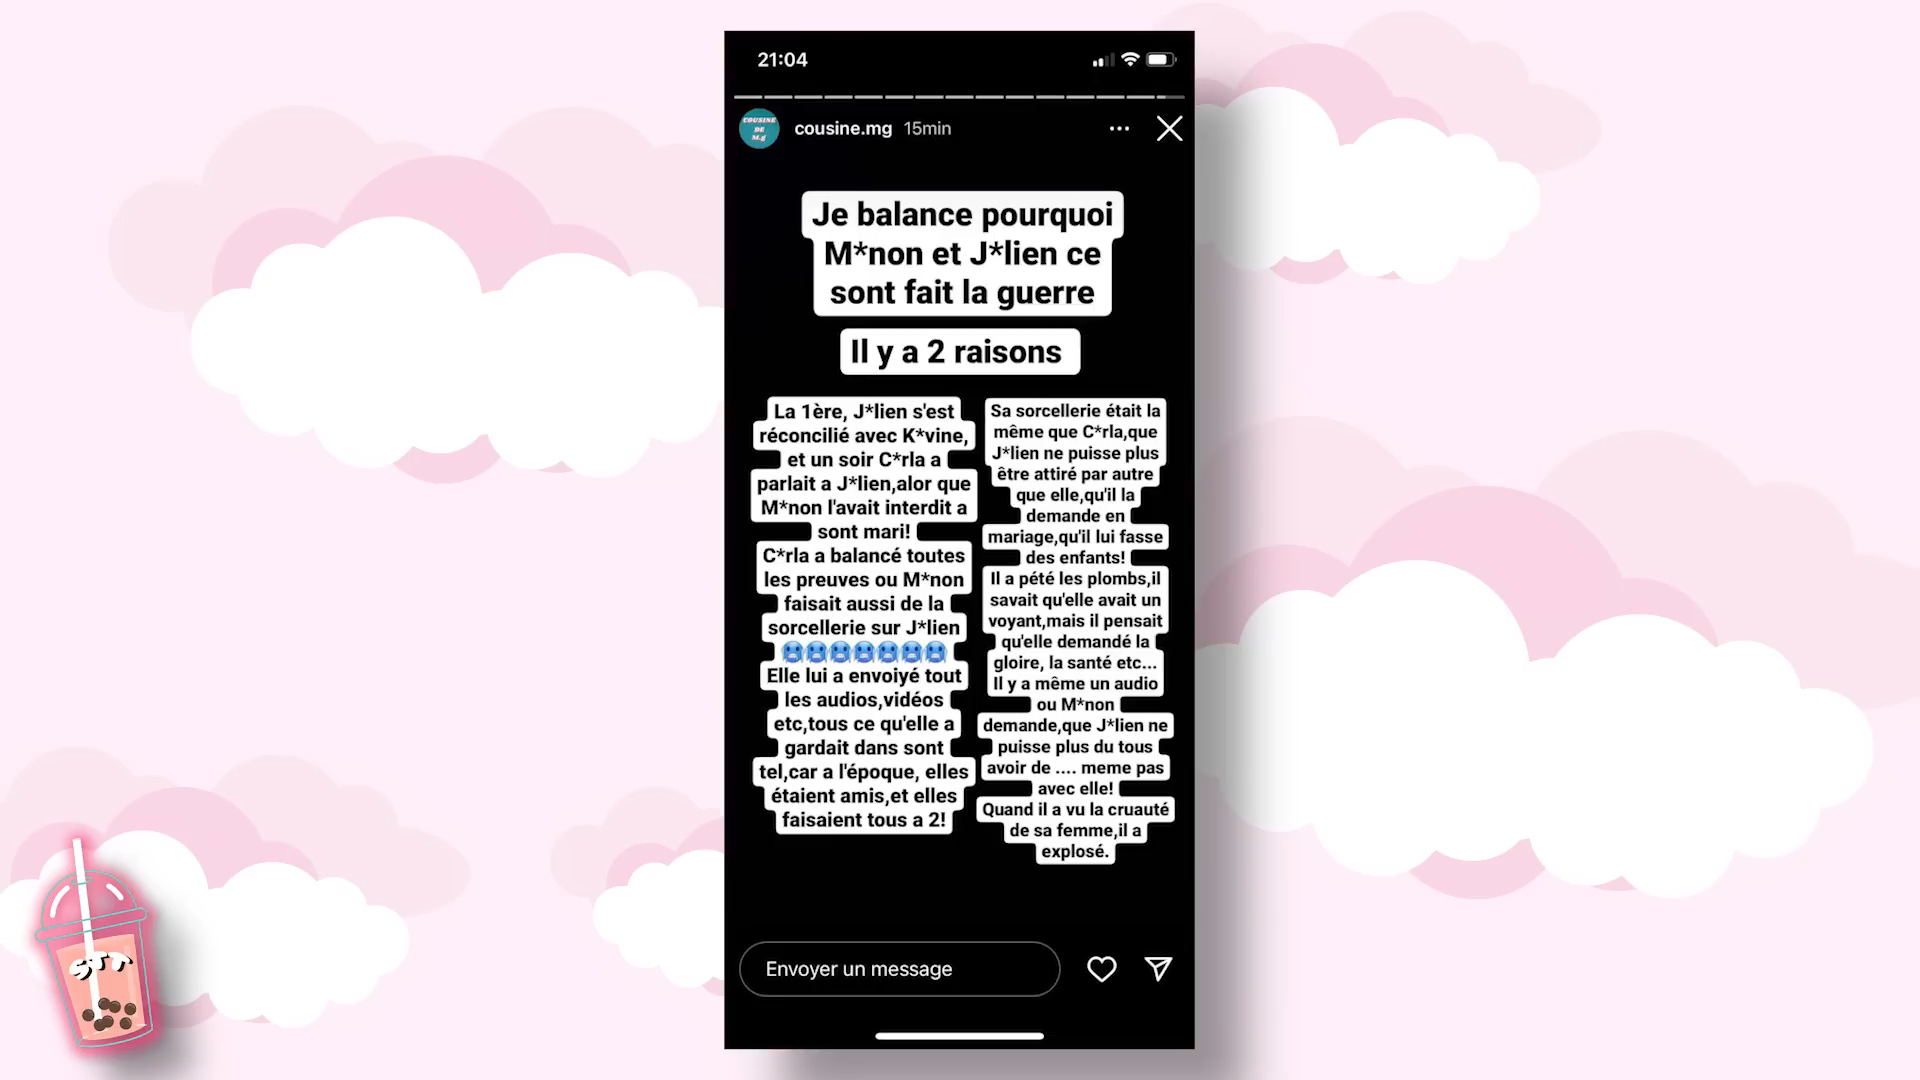 21:04
COUSINE
DE
M.g
cousine.mg 15min
Je balance pourquoi
M*non et J*lien ce
sont fait la guerre
Il y a 2 raisons
La 1ère, J*lien s'est
réconcilié avec K*vine,
et un soir C*rla a
parlait a J*lien,alor que
M*non l'avait interdit a
sont mari!
C*rla a balancé toutes
les preuves ou M*non
faisait aussi de la
sorcellerie sur J*lien
🥶🥶🥶🥶🥶🥶🥶
Elle lui a envoiyé tout
les audios,vidéos
etc,tous ce qu'elle a
gardait dans sont
tel,car a l'époque, elles
étaient amis,et elles
faisaient tous a 2!
Sa sorcellerie était la
même que C*rla,que
J*lien ne puisse plus
être attiré par autre
que elle,qu'il la
demande en
mariage,qu'il lui fasse
des enfants!
Il a pété les plombs,il
savait qu'elle avait un
voyant,mais il pensait
qu'elle demandé la
gloire, la santé etc...
Il y a même un audio
ou M*non
demande,que J*lien ne
puisse plus du tous
avoir de .... meme pas
avec elle!
Quand il a vu la cruauté
de sa femme,il a
explosé.
Envoyer un message
STT